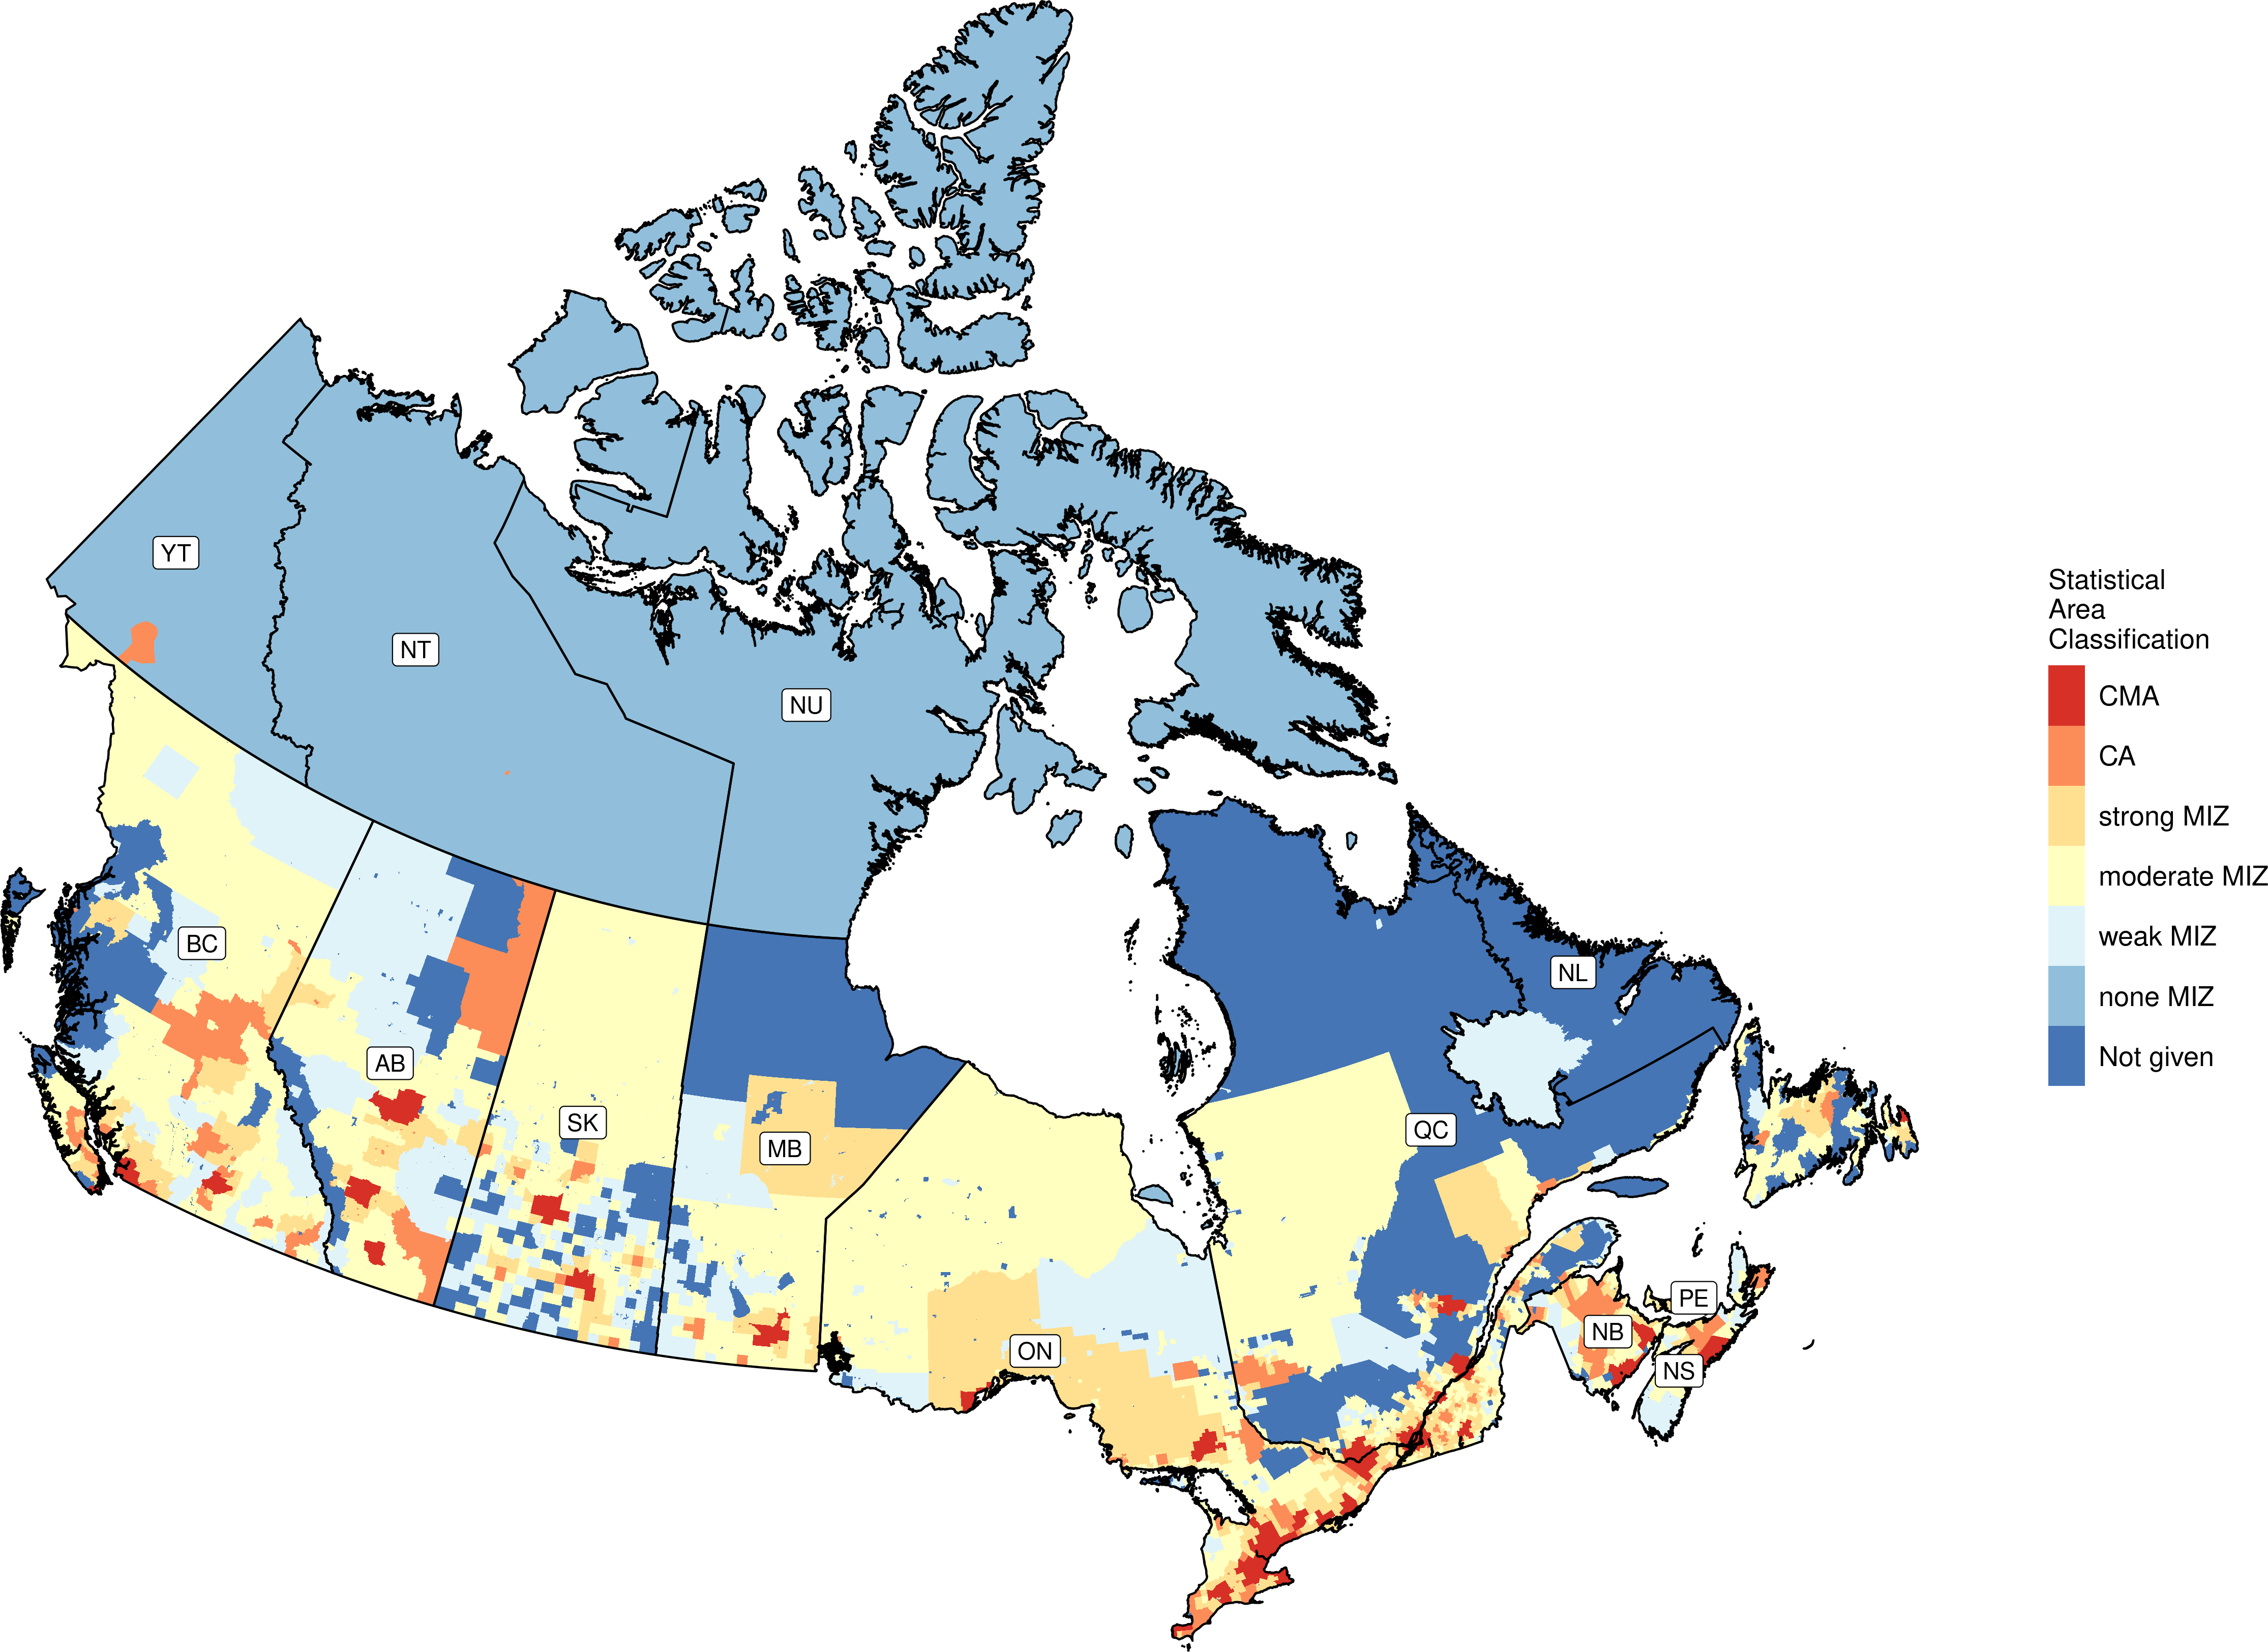 YT
NT
NU
BC
AB
SK
MB
ON
QC
NL
PE
NB
NS
Statistical
Area
Classification
CMA
CA
strong MIZ
moderate MIZ
weak MIZ
none MIZ
Not given